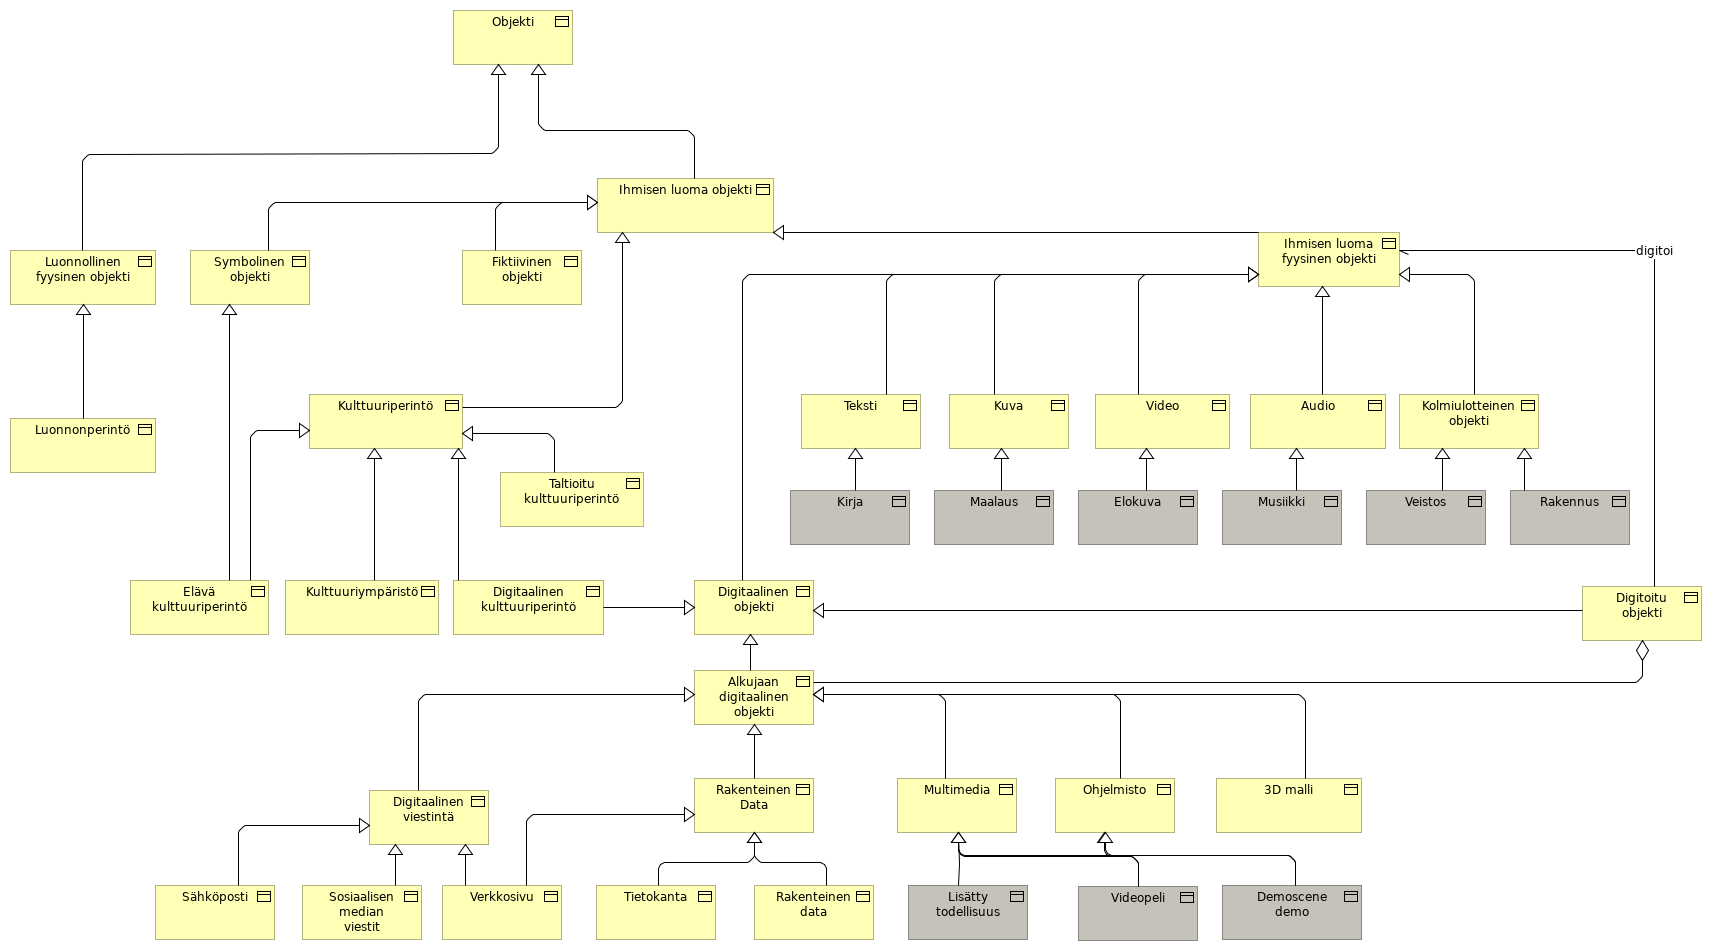 Objekti
Ihmisen luoma objekti
Ihmisen luoma
fyysinen objekti
digitoi
Luonnollinen
fyysinen objekti
Symbolinen
objekti
Fiktiivinen
objekti
Kulttuuriperintö
Teksti
Kuva
Video
Audio
Kolmiulotteinen
objekti
Luonnonperintö
Taltioitu
kulttuuriperintö
Kirja
Maalaus
Elokuva
Musiikki
Veistos
Rakennus
Elävä
kulttuuriperintö
Kulttuuriympäristö
Digitaalinen
kulttuuriperintö
Digitaalinen
objekti
Digitoitu
objekti
Alkujaan
digitaalinen
objekti
Digitaalinen
viestintä
Rakenteinen
Data
Multimedia
Ohjelmisto
3D malli
Sähköposti
Sosiaalisen
median
viestit
Verkkosivu
Tietokanta
Rakenteinen
data
Lisätty
todellisuus
Videopeli
Demoscene
demo